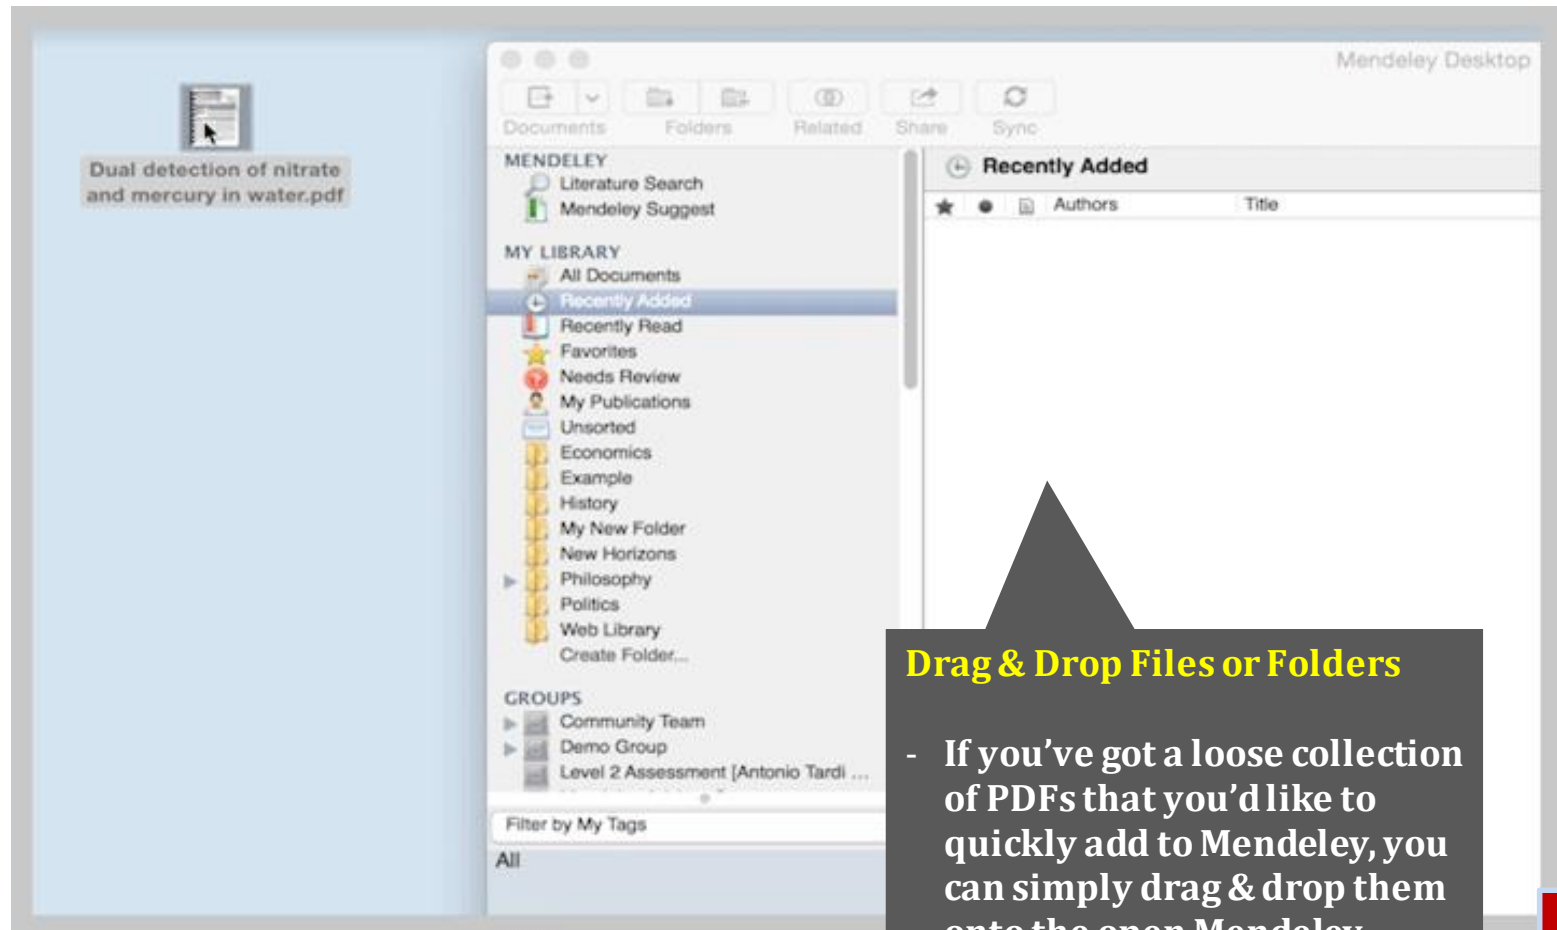 Mendeley Desktop
Documents Folders Related Share Sync
Dual detection of nitrate
and mercury in water.pdf
MENDELEY
Literature Search
Mendeley Suggest
MY LIBRARY
All Documents
Recently Added
Recently Read
Favorites
Needs Review
My Publications
Unsorted
Economics
Example
History
My New Folder
New Horizons
Philosophy
Politics
Web Library
Create Folder...
GROUPS
Community Team
Demo Group
Level 2 Assessment [Antonio Tardi ...
Filter by My Tags
All
Recently Added
Authors Title
Drag & Drop Files or Folders
- If you’ve got a loose collection
of PDFs that you’d like to
quickly add to Mendeley, you
can simply drag & drop them
onto the open Mendeley